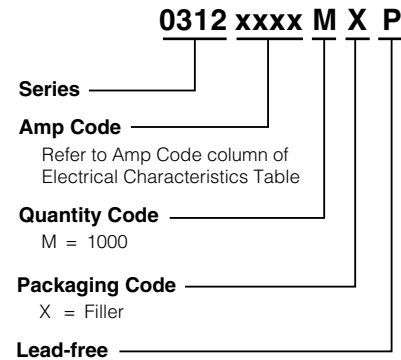 0312 xxxx M X P
Series
Amp Code
Refer to Amp Code column of
Electrical Characteristics Table
Quantity Code
M = 1000
Packaging Code
X = Filler
Lead-free